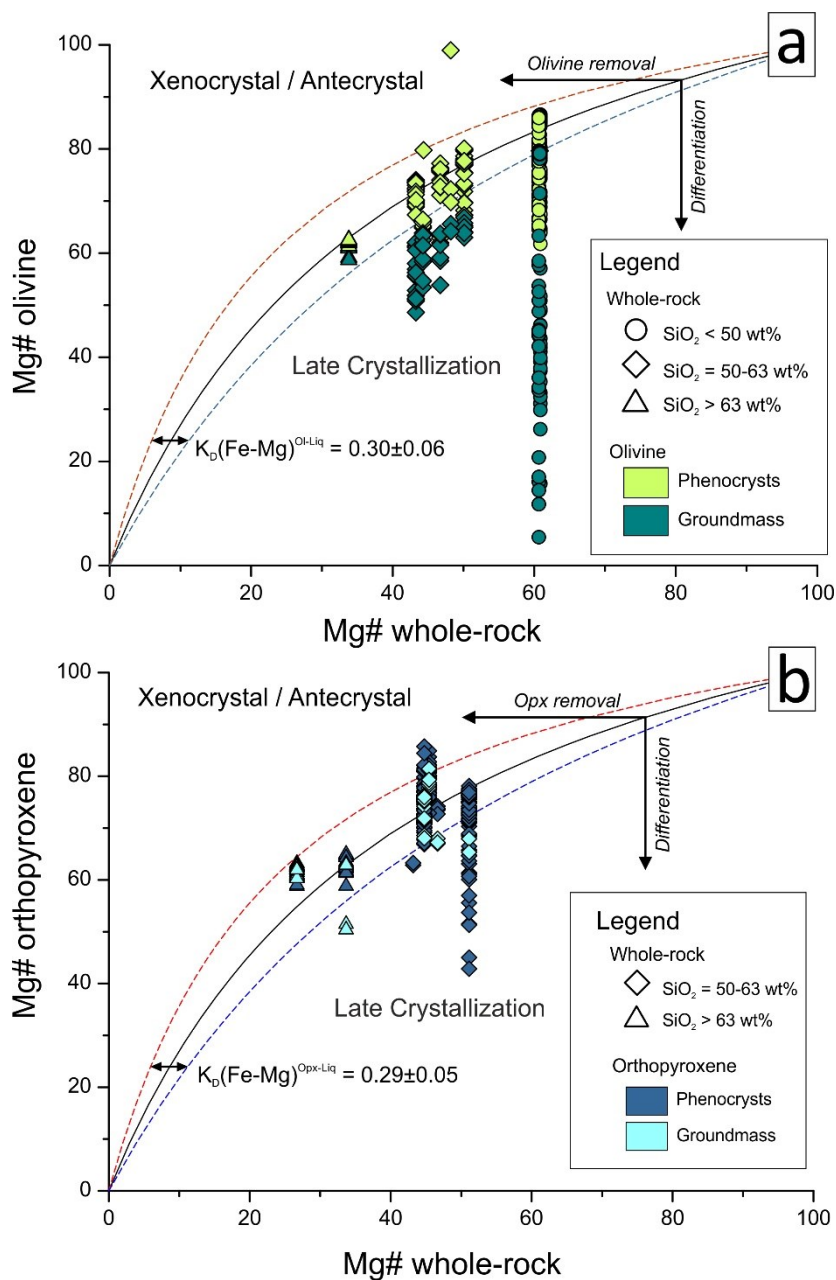 a
100
80
60
40
20
0
Mg# olivine
Xenocrystal / Antecrystal
Olivine removal
Differentiation
Late Crystallization
K_D(Fe-Mg)^Ol-Liq = 0.30±0.06
Legend
Whole-rock
SiO₂ < 50 wt%
SiO₂ = 50-63 wt%
SiO₂ > 63 wt%
Olivine
Phenocrysts
Groundmass
0 20 40 60 80 100
Mg# whole-rock
b
100
80
60
40
20
0
Mg# orthopyroxene
Xenocrystal / Antecrystal
Opx removal
Differentiation
Late Crystallization
K_D(Fe-Mg)^Opx-Liq = 0.29±0.05
Legend
Whole-rock
SiO₂ = 50-63 wt%
SiO₂ > 63 wt%
Orthopyroxene
Phenocrysts
Groundmass
0 20 40 60 80 100
Mg# whole-rock